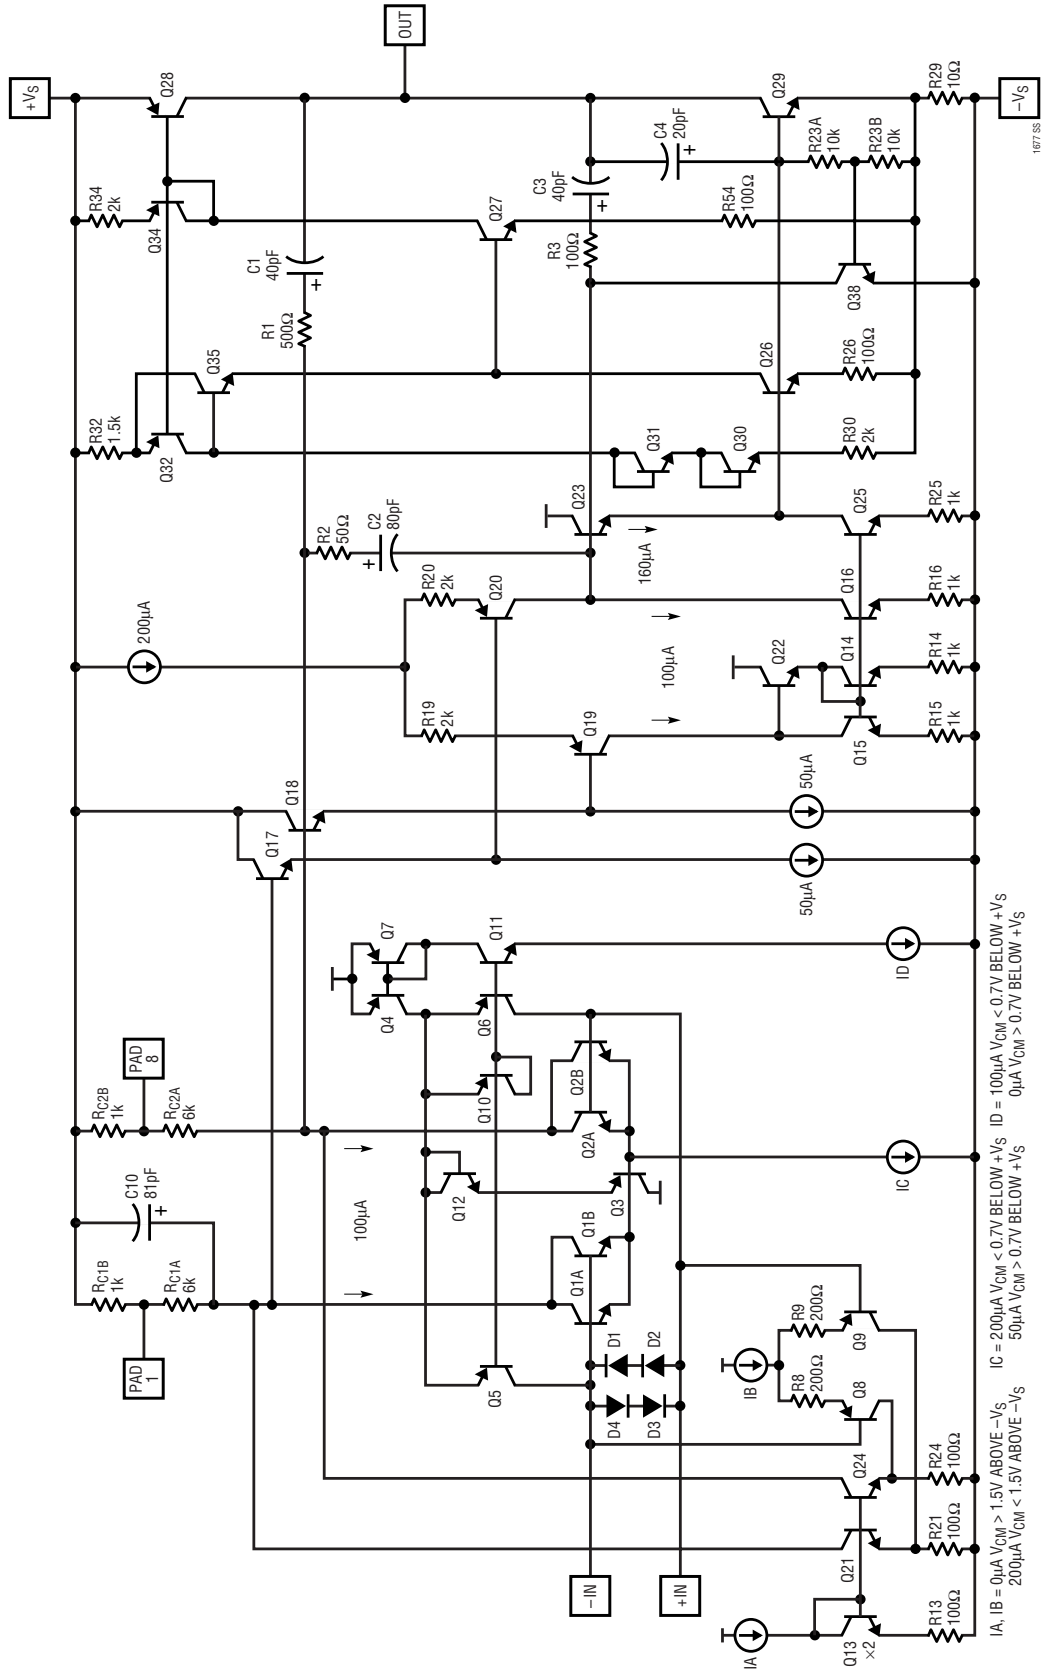 +VS
RC1B
1k
C10
81pF
RC2B
1k
PAD
1
RC1A
6k
PAD
8
RC2A
6k
200µA
R32
1.5k
R34
2k
Q32
Q34
Q28
Q35
Q17
Q18
100µA
R1
500Ω
C1
40pF
OUT
Q4
Q7
R2
50Ω
C2
80pF
R19
2k
R20
2k
Q5
Q12
Q10
Q6
Q11
Q19
Q20
Q27
Q23
R3
100Ω
C3
40pF
C4
20pF
Q1A
Q1B
Q3
Q2A
Q2B
100µA
160µA
Q31
Q30
–IN
D4
D1
D3
D2
+IN
Q22
Q26
R54
100Ω
Q29
R23A
10k
IA
IB
R8
200Ω
R9
200Ω
50µA
50µA
Q15
Q14
Q16
Q25
R30
2k
R26
100Ω
Q38
R23B
10k
Q13
×2
Q21
Q24
Q8
Q9
IC
ID
R13
100Ω
R21
100Ω
R24
100Ω
R15
1k
R14
1k
R16
1k
R25
1k
R29
10Ω
–VS
IA, IB = 0µA VCM > 1.5V ABOVE –VS
200µA VCM < 1.5V ABOVE –VS
IC = 200µA VCM < 0.7V BELOW +VS
50µA VCM > 0.7V BELOW +VS
ID = 100µA VCM < 0.7V BELOW +VS
0µA VCM > 0.7V BELOW +VS
1677 SS